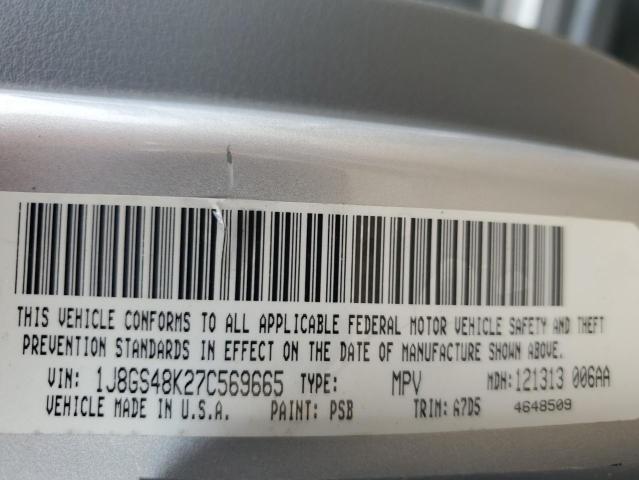 THIS VEHICLE CONFORMS TO ALL APPLICABLE FEDERAL MOTOR VEHICLE SAFETY AND THEFT
PREVENTION STANDARDS IN EFFECT ON THE DATE OF MANUFACTURE SHOWN ABOVE.
VIN: 1J8GS48K27C569665 TYPE: MPV MDH: 121313 006AA
VEHICLE MADE IN U.S.A. PAINT: PSB TRIM: A7D5 4648509